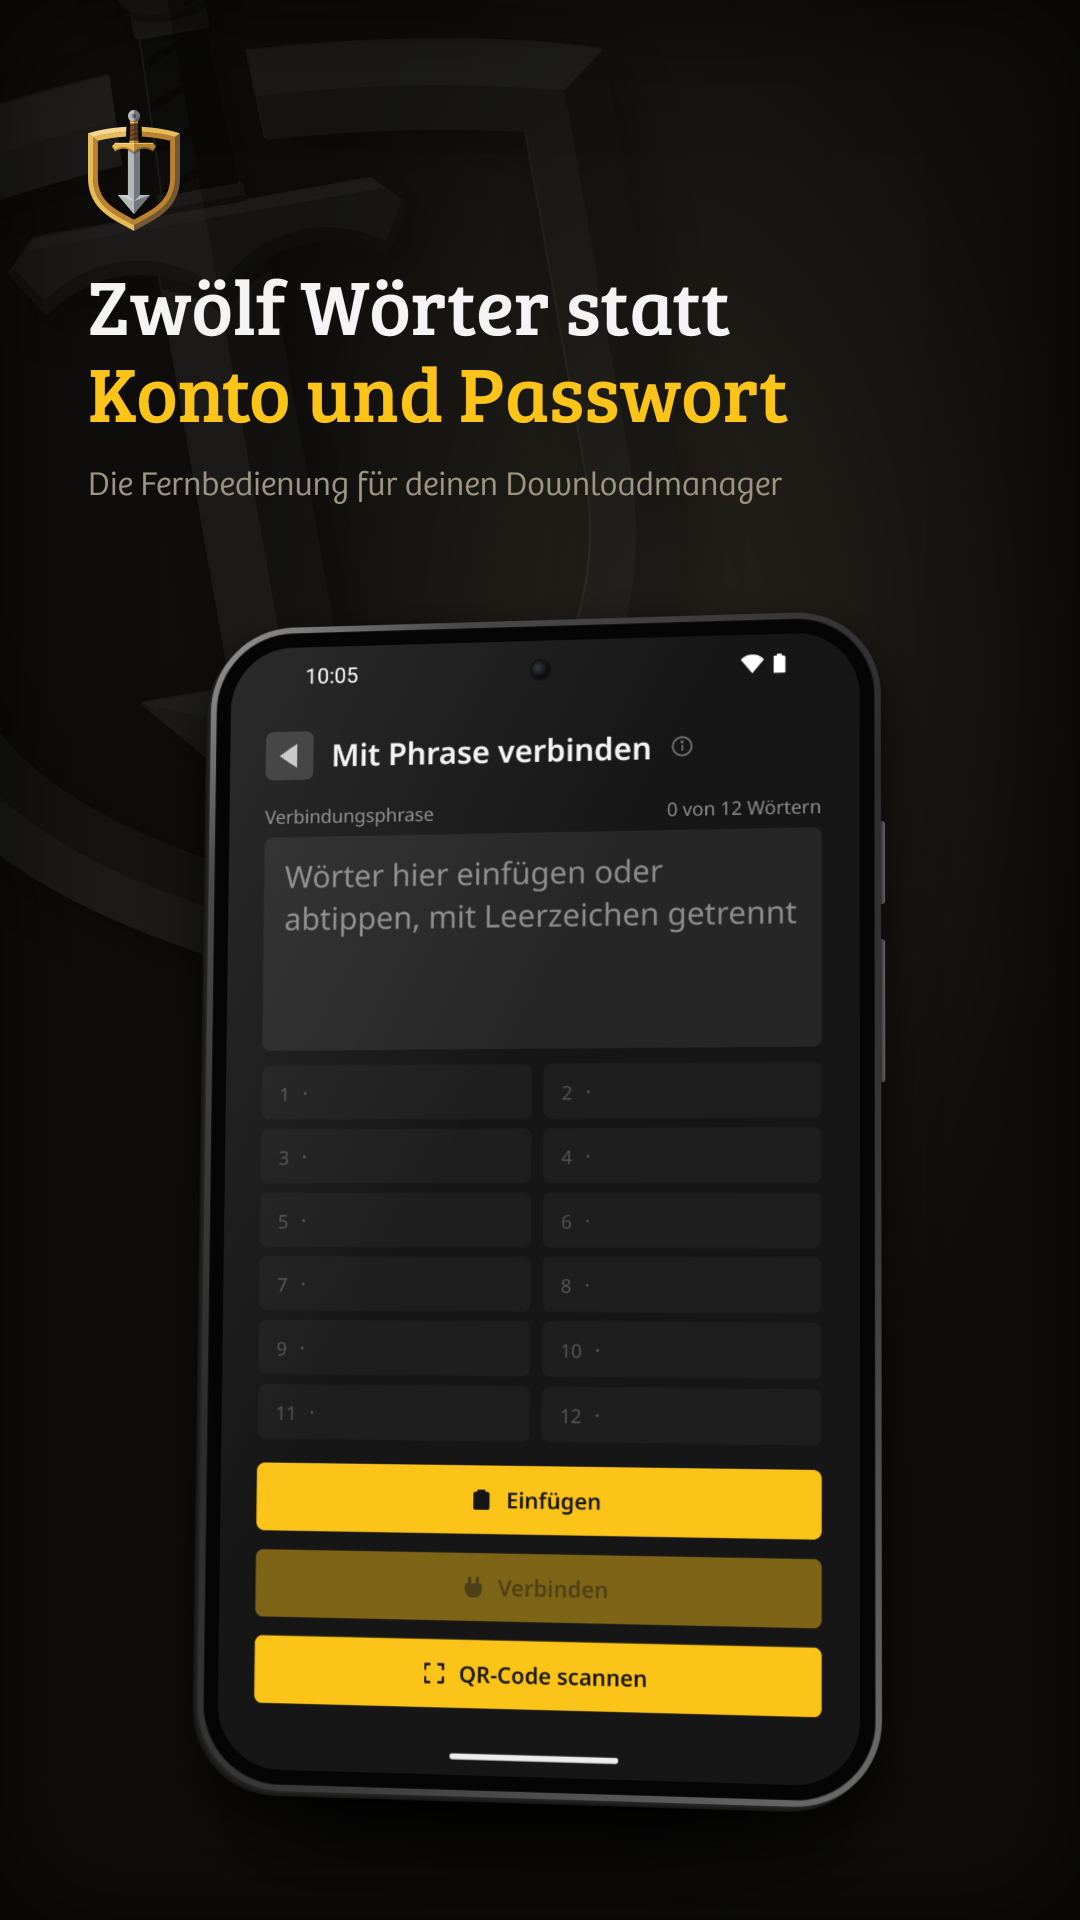 Zwölf Wörter statt
Konto und Passwort
Die Fernbedienung für deinen Downloadmanager
10:05
Mit Phrase verbinden
Verbindungsphrase
0 von 12 Wörtern
Wörter hier einfügen oder
abtippen, mit Leerzeichen getrennt
1 ·
2 ·
3 ·
4 ·
5 ·
6 ·
7 ·
8 ·
9 ·
10 ·
11 ·
12 ·
Einfügen
Verbinden
QR-Code scannen